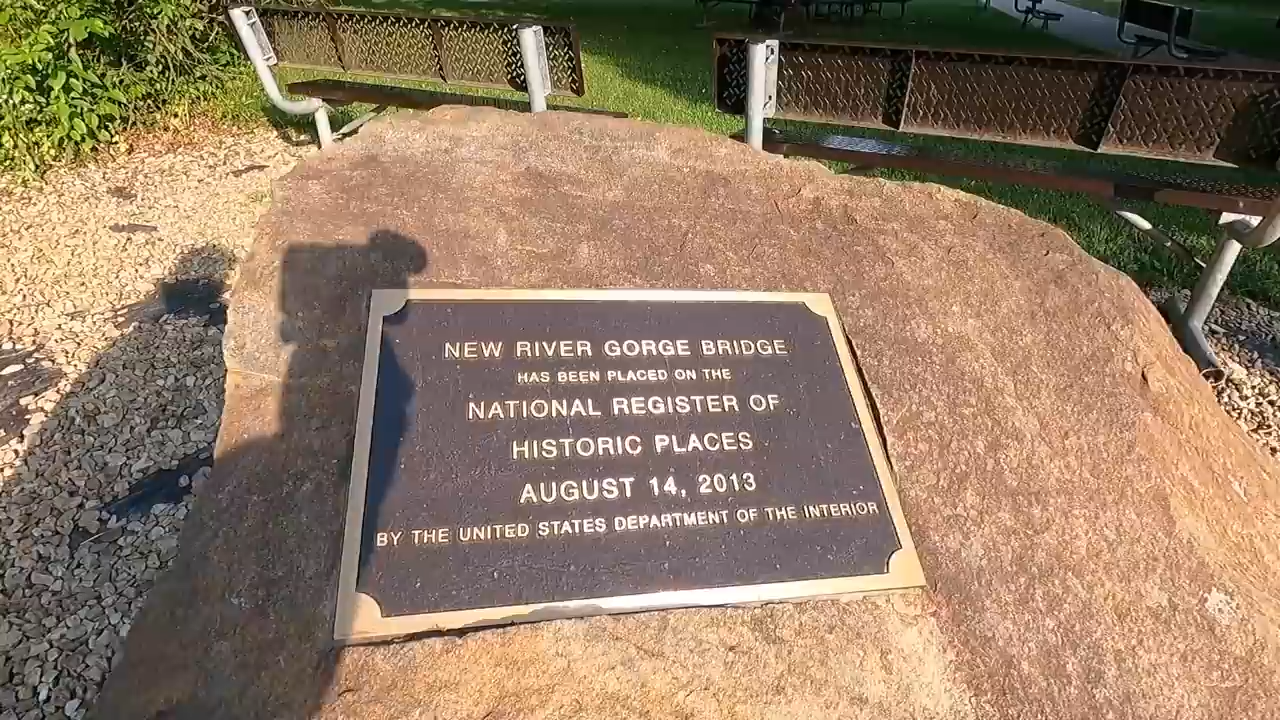 NEW RIVER GORGE BRIDGE
HAS BEEN PLACED ON THE
NATIONAL REGISTER OF
HISTORIC PLACES
AUGUST 14, 2013
BY THE UNITED STATES DEPARTMENT OF THE INTERIOR